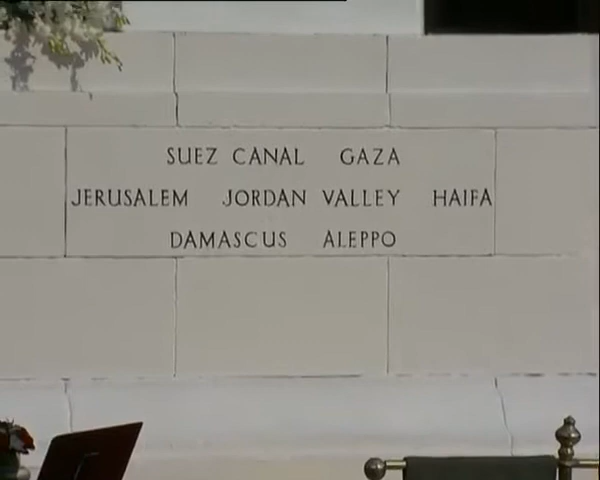 SUEZ CANAL GAZA
JERUSALEM JORDAN VALLEY HAIFA
DAMASCUS ALEPPO